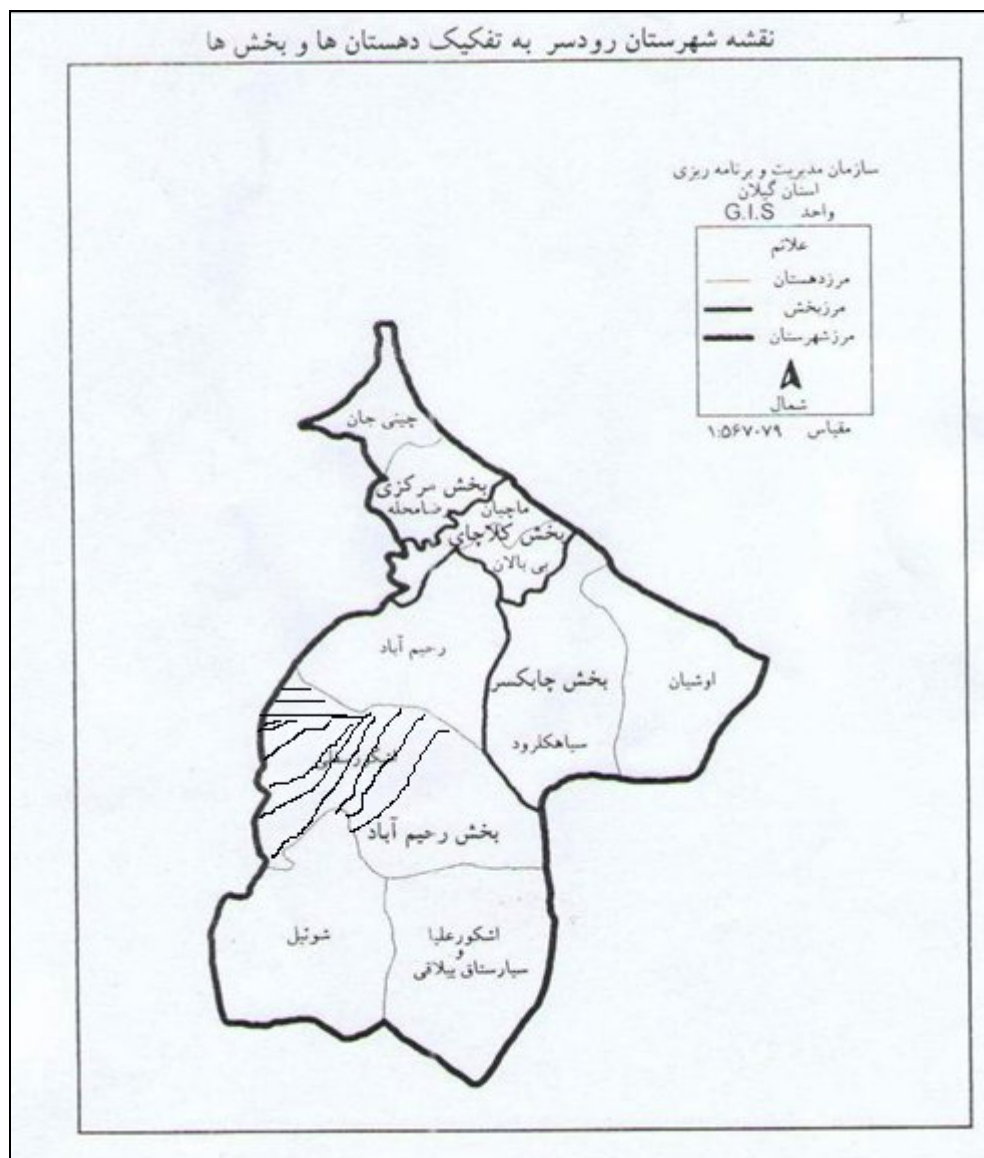 نقشه شهرستان رودسر به تفکیک دهستان ها و بخش ها
سازمان مدیریت و برنامه ریزی
استان گیلان
واحد G.I.S
علائم
مرزدهستان
مرزبخش
مرزشهرستان
شمال
مقیاس ۱:۵۶۷۰۷۹
چینی جان
بخش مرکزی
رضامحله
ماچیان
بخش کلاچای
بی بالان
رحیم آباد
بخش چابکسر
اوشیان
سیاهکلرود
بخش رحیم آباد
شوئیل
اشکورعلیا
و
سیارستاق ییلاقی